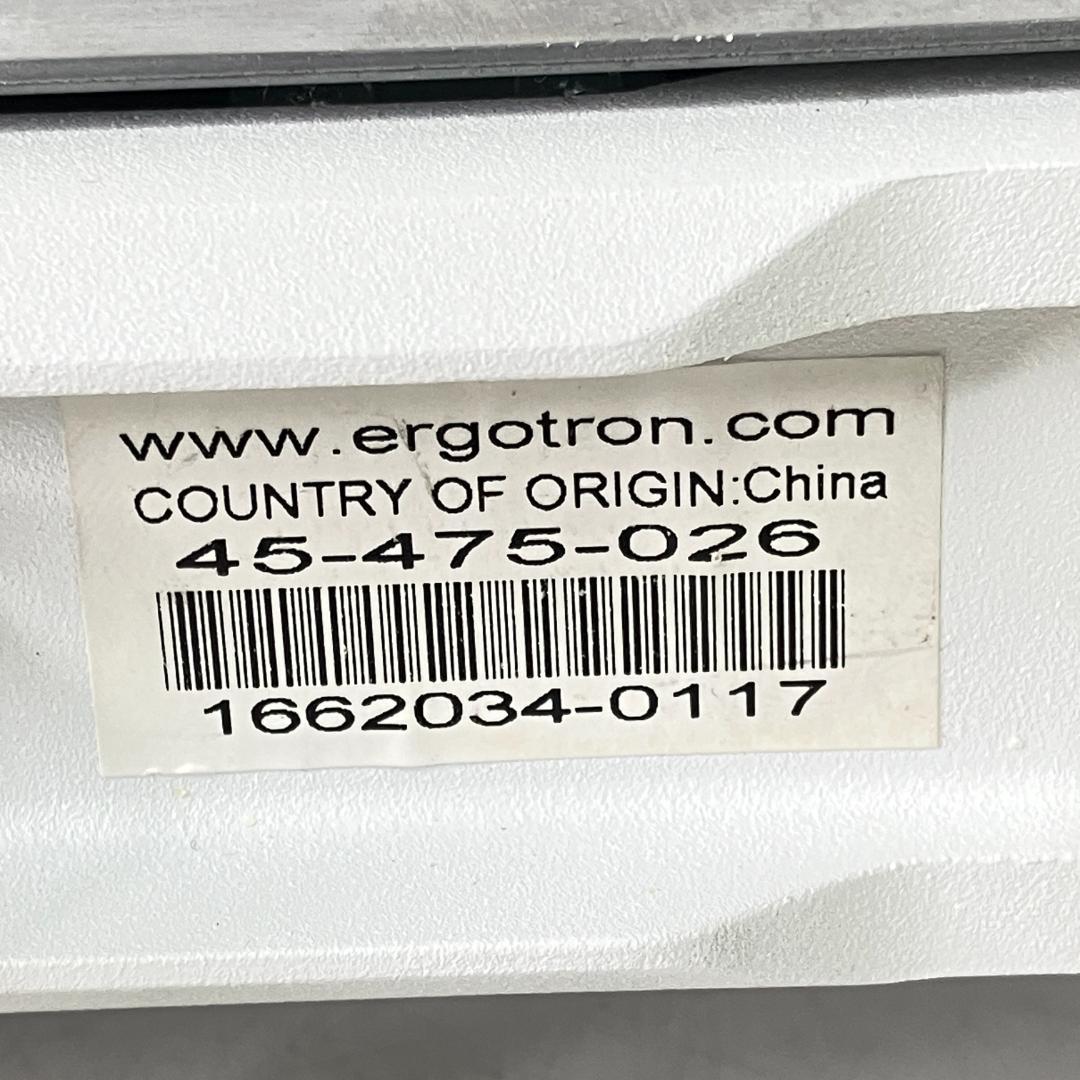 www.ergotron.com
COUNTRY OF ORIGIN:China
45-475-026
1662034-0117